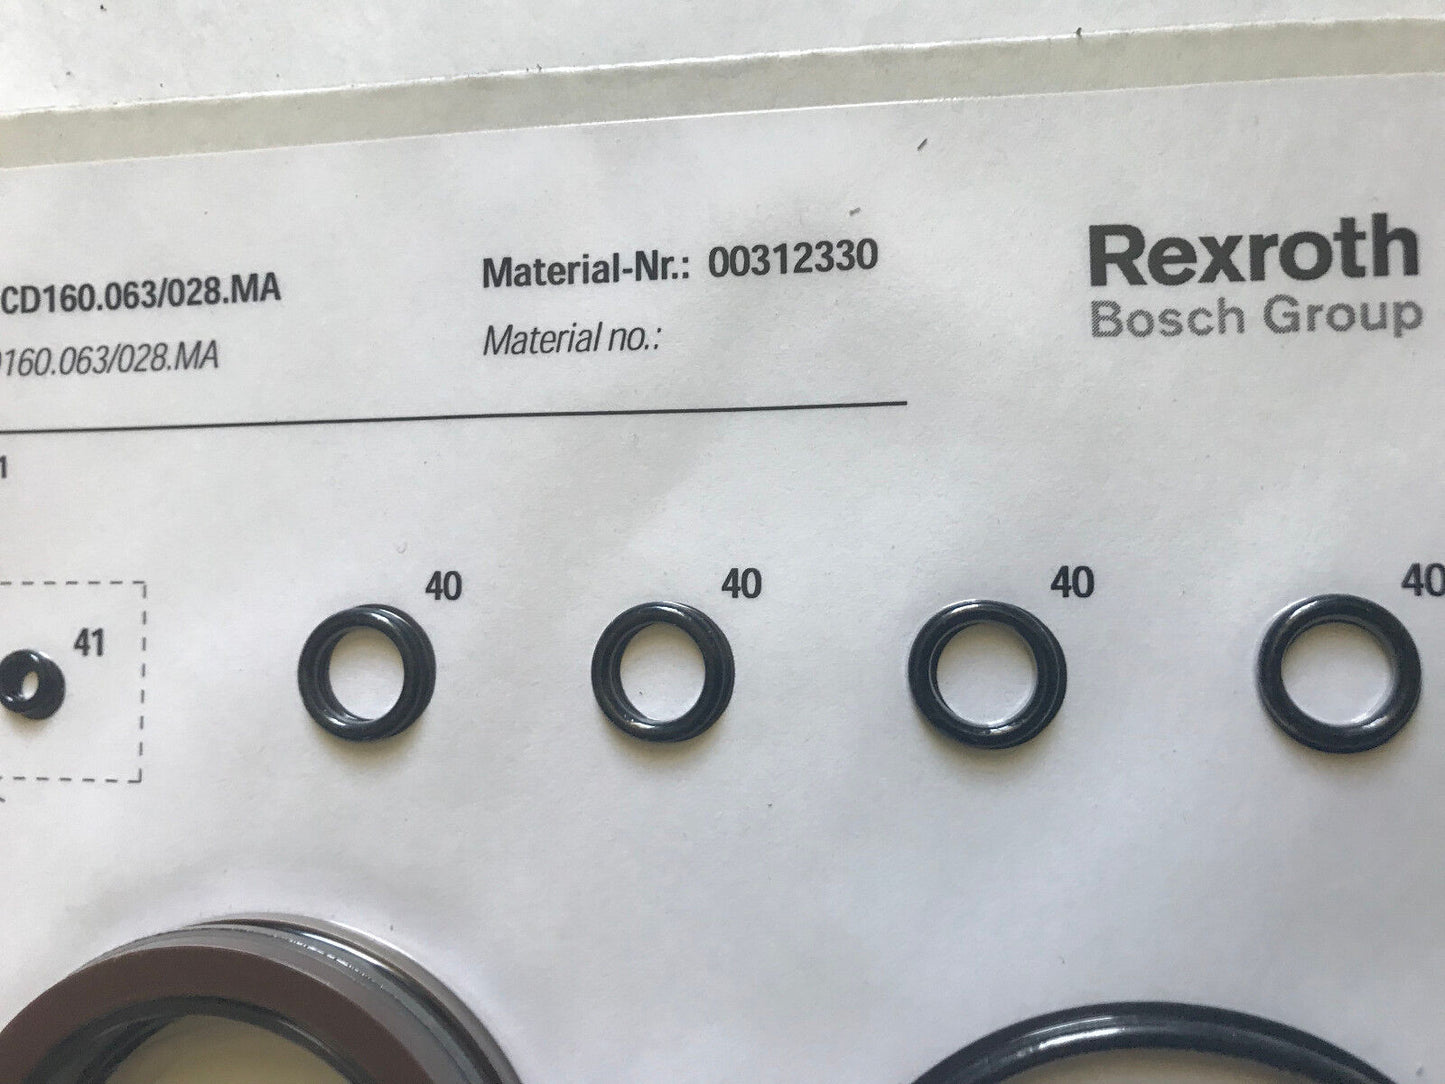 CD160.063/028.MA
160.063/028.MA
Material-Nr.: 00312330
Material no.:
Rexroth
Bosch Group
1
40
40
40
40
41